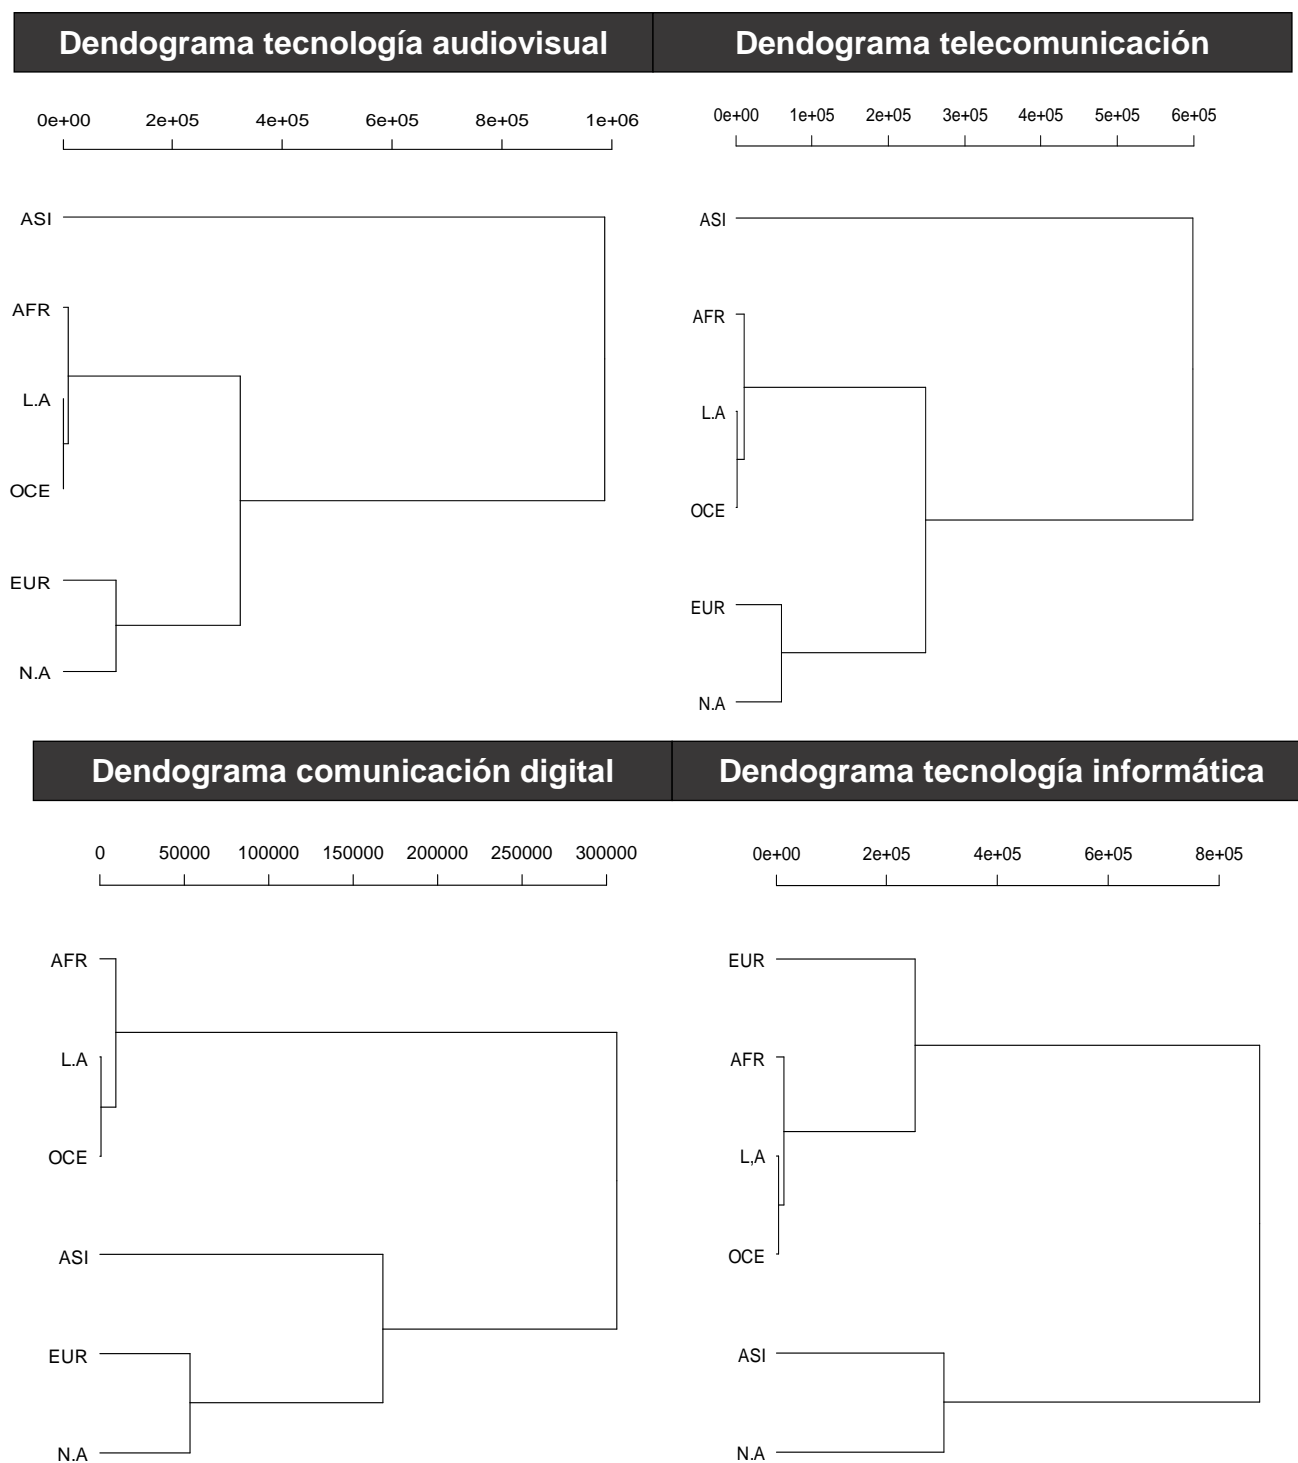 Dendograma tecnología audiovisual
0e+00 2e+05 4e+05 6e+05 8e+05 1e+06
ASI
AFR
L.A
OCE
EUR
N.A
Dendograma telecomunicación
0e+00 1e+05 2e+05 3e+05 4e+05 5e+05 6e+05
ASI
AFR
L.A
OCE
EUR
N.A
Dendograma comunicación digital
0 50000 100000 150000 200000 250000 300000
AFR
L.A
OCE
ASI
EUR
N.A
Dendograma tecnología informática
0e+00 2e+05 4e+05 6e+05 8e+05
EUR
AFR
L,A
OCE
ASI
N.A